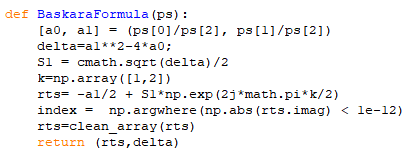 def BaskaraFormula(ps):
    [a0, a1] = (ps[0]/ps[2], ps[1]/ps[2])
    delta=a1**2-4*a0;
    S1 = cmath.sqrt(delta)/2
    k=np.array([1,2])
    rts= -a1/2 + S1*np.exp(2j*math.pi*k/2)
    index =  np.argwhere(np.abs(rts.imag) < 1e-12)
    rts=clean_array(rts)
    return (rts,delta)